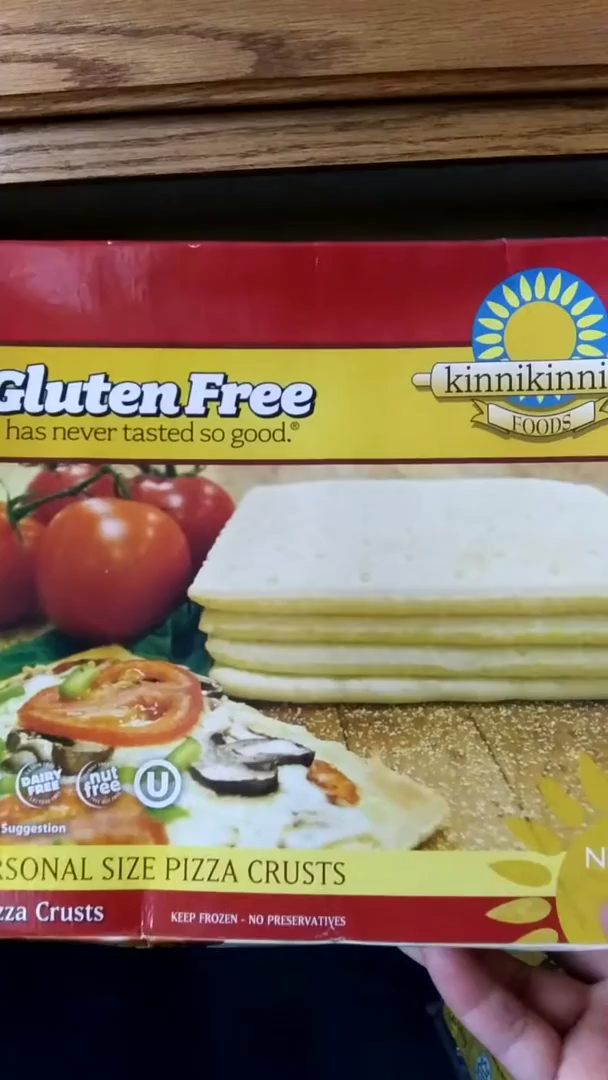 Gluten Free
has never tasted so good.®
kinnikinni
FOODS
DAIRY
FREE
nut
free
U
Suggestion
RSONAL SIZE PIZZA CRUSTS
zza Crusts
KEEP FROZEN - NO PRESERVATIVES
N